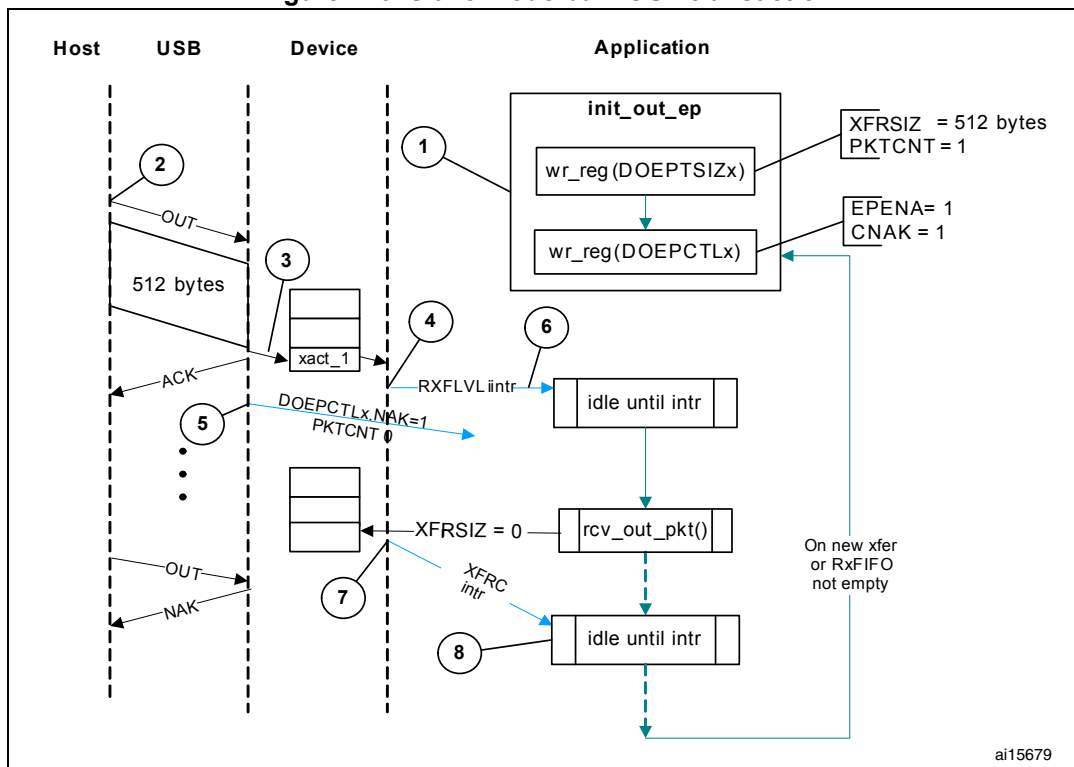 Host USB Device Application
init_out_ep
XFRSIZ = 512 bytes
PKTCNT = 1
1
wr_reg(DOEPTSIZx)
2
OUT
EPENA= 1
CNAK = 1
wr_reg(DOEPCTLx)
3
512 bytes
4
6
xact_1
ACK
RXFLVL iintr
idle until intr
DOEPCTLx.NAK=1
PKTCNT 0
5
XFRSIZ = 0
rcv_out_pkt()
On new xfer
or RxFIFO
not empty
OUT
XFRC
intr
7
NAK
idle until intr
8
ai15679